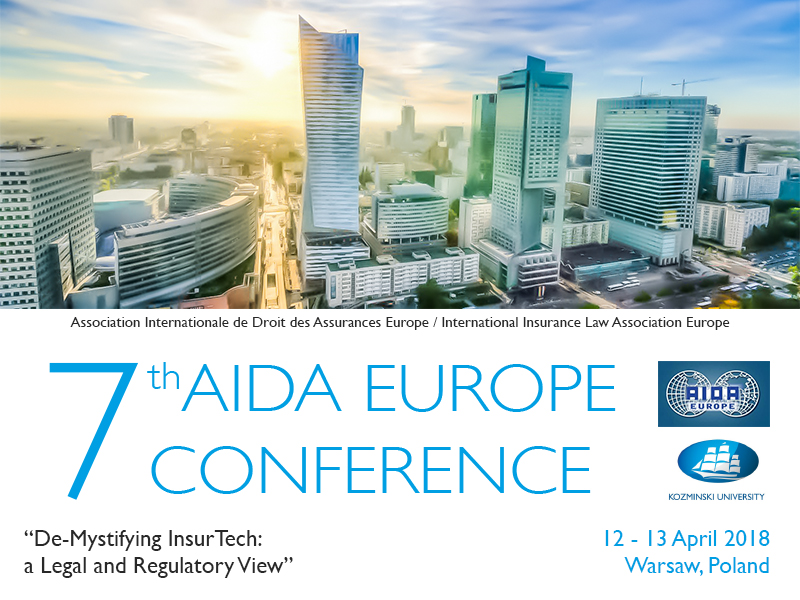 Association Internationale de Droit des Assurances Europe / International Insurance Law Association Europe
7th AIDA EUROPE
CONFERENCE
AIDA
EUROPE
KOZMINSKI UNIVERSITY
“De-Mystifying InsurTech:
a Legal and Regulatory View”
12 - 13 April 2018
Warsaw, Poland